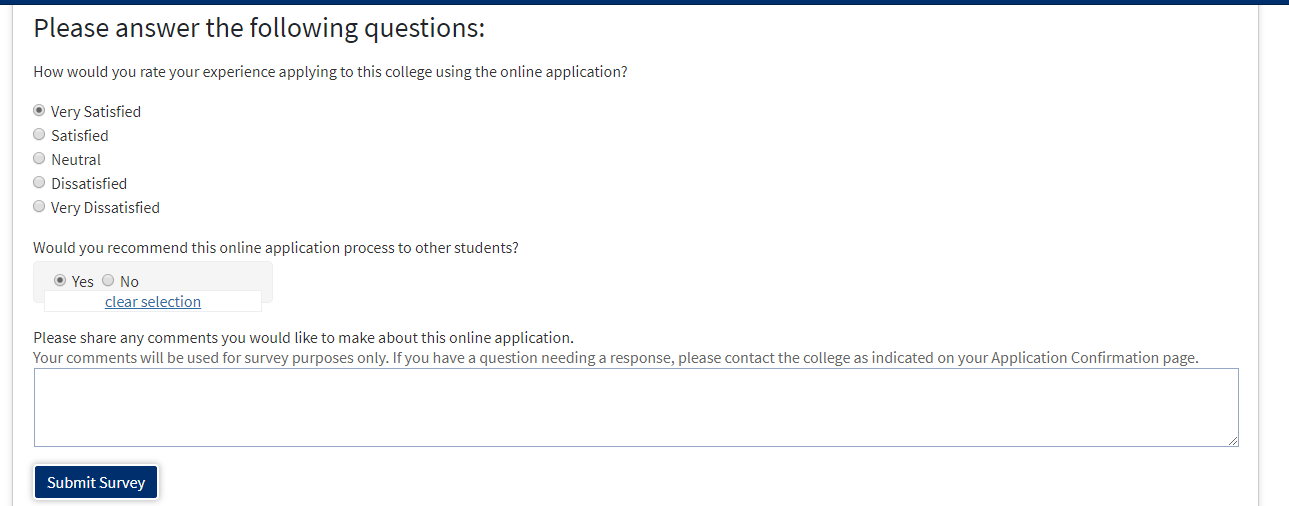 Please answer the following questions:
How would you rate your experience applying to this college using the online application?
Very Satisfied
Satisfied
Neutral
Dissatisfied
Very Dissatisfied
Would you recommend this online application process to other students?
Yes No
clear selection
Please share any comments you would like to make about this online application.
Your comments will be used for survey purposes only. If you have a question needing a response, please contact the college as indicated on your Application Confirmation page.
Submit Survey